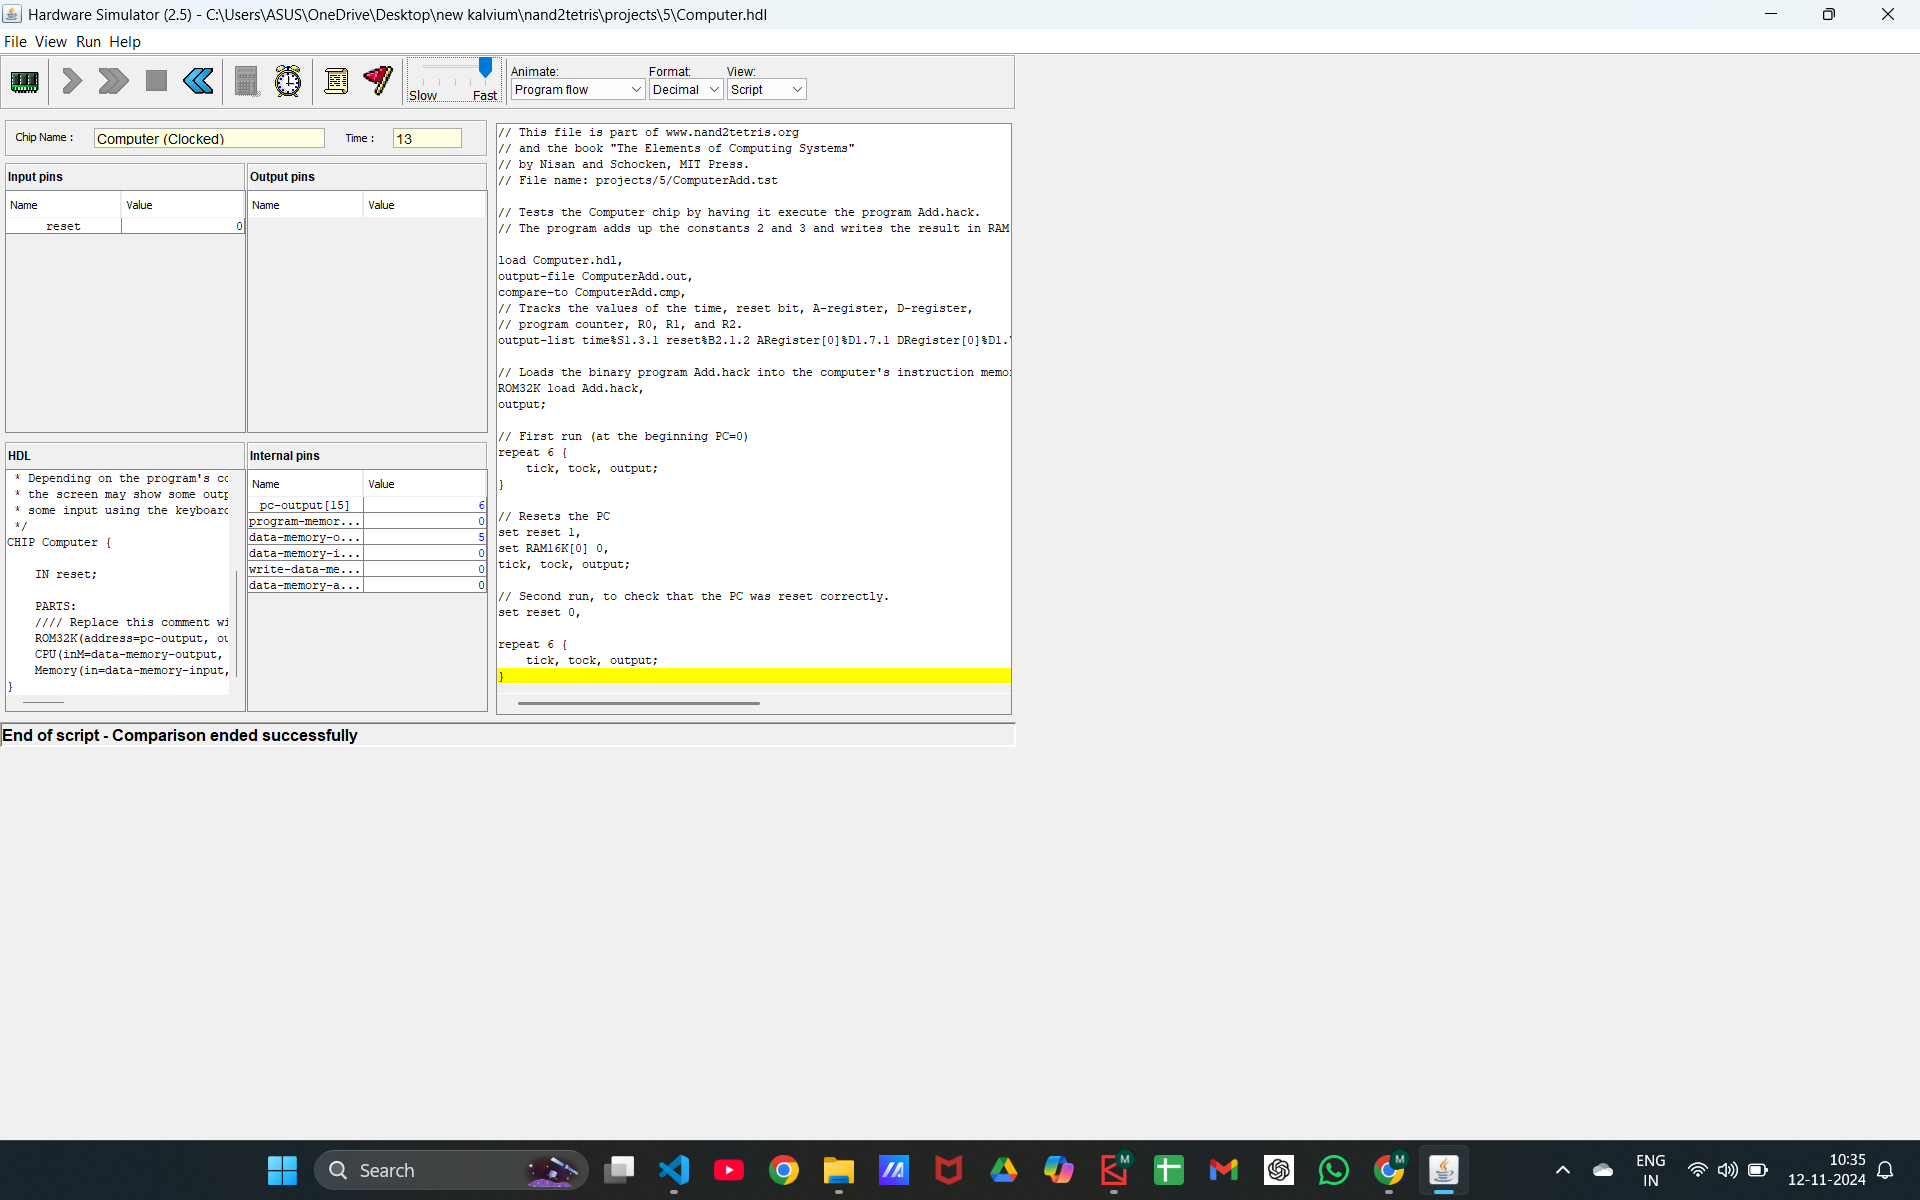 Hardware Simulator (2.5) - C:\Users\ASUS\OneDrive\Desktop\new kalvium\nand2tetris\projects\5\Computer.hdl
File View Run Help
Slow Fast
Animate:
Program flow
Format:
Decimal
View:
Script
Chip Name :
Computer (Clocked)
Time :
13
Input pins
Name Value
reset 0
Output pins
Name Value
HDL
* Depending on the program's co
* the screen may show some outp
* some input using the keyboard
*/
CHIP Computer {
IN reset;
PARTS:
//// Replace this comment wi
ROM32K(address=pc-output, ou
CPU(inM=data-memory-output,
Memory(in=data-memory-input,
}
Internal pins
Name Value
pc-output[15] 6
program-memor... 0
data-memory-o... 5
data-memory-i... 0
write-data-me... 0
data-memory-a... 0
// This file is part of www.nand2tetris.org
// and the book "The Elements of Computing Systems"
// by Nisan and Schocken, MIT Press.
// File name: projects/5/ComputerAdd.tst
// Tests the Computer chip by having it execute the program Add.hack.
// The program adds up the constants 2 and 3 and writes the result in RAM
load Computer.hdl,
output-file ComputerAdd.out,
compare-to ComputerAdd.cmp,
// Tracks the values of the time, reset bit, A-register, D-register,
// program counter, R0, R1, and R2.
output-list time%S1.3.1 reset%B2.1.2 ARegister[0]%D1.7.1 DRegister[0]%D1.
// Loads the binary program Add.hack into the computer's instruction memo
ROM32K load Add.hack,
output;
// First run (at the beginning PC=0)
repeat 6 {
tick, tock, output;
}
// Resets the PC
set reset 1,
set RAM16K[0] 0,
tick, tock, output;
// Second run, to check that the PC was reset correctly.
set reset 0,
repeat 6 {
tick, tock, output;
}
End of script - Comparison ended successfully
Search
ENG
IN
10:35
12-11-2024